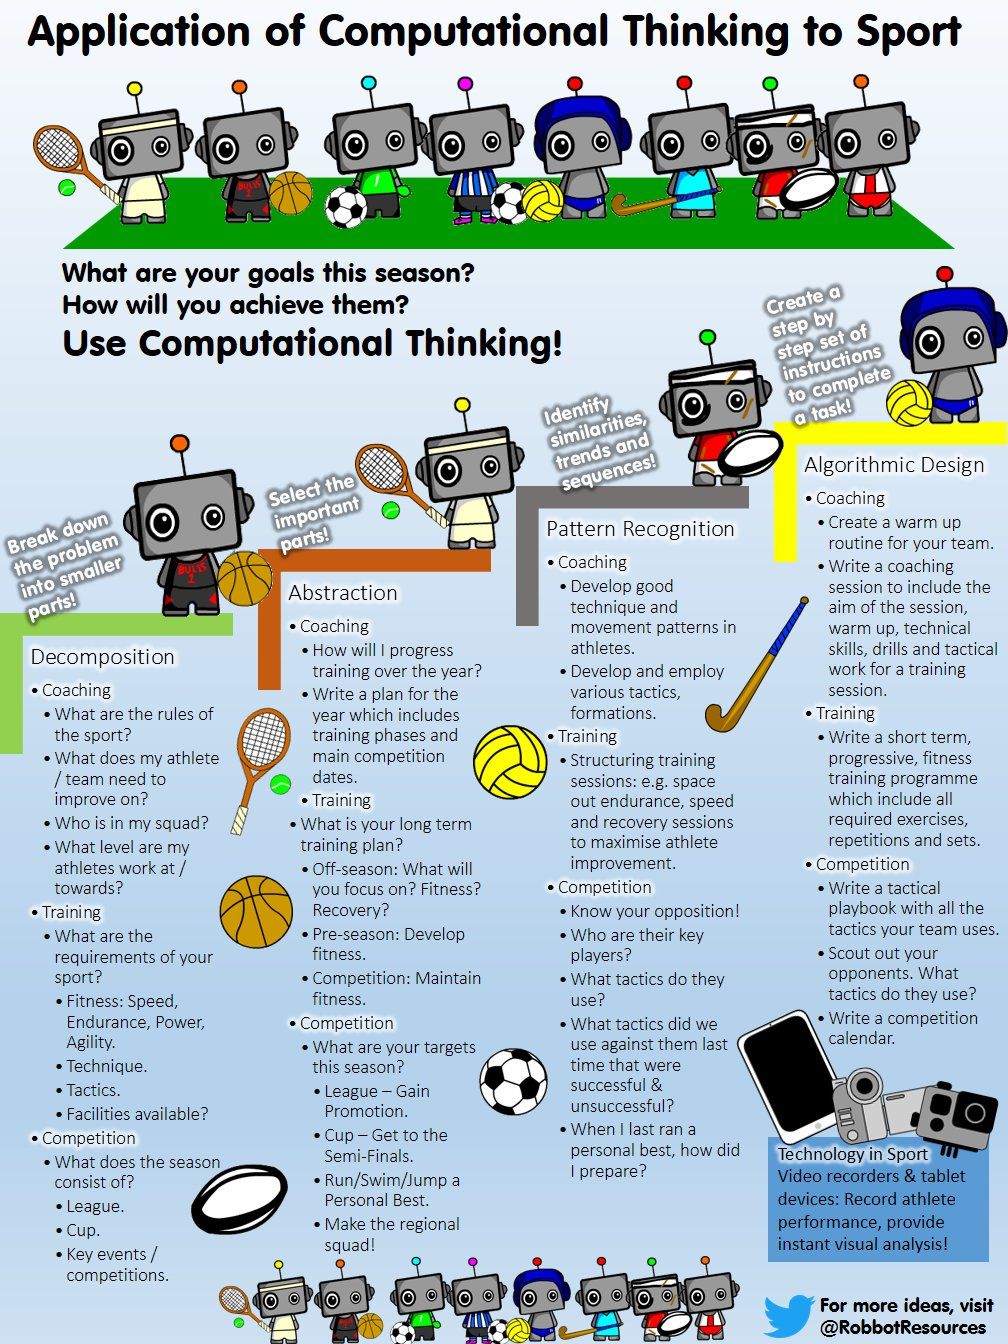 Application of Computational Thinking to Sport
BULLS
1
What are your goals this season?
How will you achieve them?
Use Computational Thinking!
Break down
the problem
into smaller
parts!
BULLS
1
Decomposition
• Coaching
• What are the rules of
the sport?
• What does my athlete
/ team need to
improve on?
• Who is in my squad?
• What level are my
athletes work at /
towards?
• Training
• What are the
requirements of your
sport?
• Fitness: Speed,
Endurance, Power,
Agility.
• Technique.
• Tactics.
• Facilities available?
• Competition
• What does the season
consist of?
• League.
• Cup.
• Key events /
competitions.
Select the
important
parts!
Abstraction
• Coaching
• How will I progress
training over the year?
• Write a plan for the
year which includes
training phases and
main competition
dates.
• Training
• What is your long term
training plan?
• Off-season: What will
you focus on? Fitness?
Recovery?
• Pre-season: Develop
fitness.
• Competition: Maintain
fitness.
• Competition
• What are your targets
this season?
• League – Gain
Promotion.
• Cup – Get to the
Semi-Finals.
• Run/Swim/Jump a
Personal Best.
• Make the regional
squad!
Identify
similarities,
trends and
sequences!
Pattern Recognition
• Coaching
• Develop good
technique and
movement patterns in
athletes.
• Develop and employ
various tactics,
formations.
• Training
• Structuring training
sessions: e.g. space
out endurance, speed
and recovery sessions
to maximise athlete
improvement.
• Competition
• Know your opposition!
• Who are their key
players?
• What tactics do they
use?
• What tactics did we
use against them last
time that were
successful &
unsuccessful?
• When I last ran a
personal best, how did
I prepare?
Create a
step by
step set of
instructions
to complete
a task!
Algorithmic Design
• Coaching
• Create a warm up
routine for your team.
• Write a coaching
session to include the
aim of the session,
warm up, technical
skills, drills and tactical
work for a training
session.
• Training
• Write a short term,
progressive, fitness
training programme
which include all
required exercises,
repetitions and sets.
• Competition
• Write a tactical
playbook with all the
tactics your team uses.
• Scout out your
opponents. What
tactics do they use?
• Write a competition
calendar.
Technology in Sport
Video recorders & tablet
devices: Record athlete
performance, provide
instant visual analysis!
For more ideas, visit
@RobbotResources